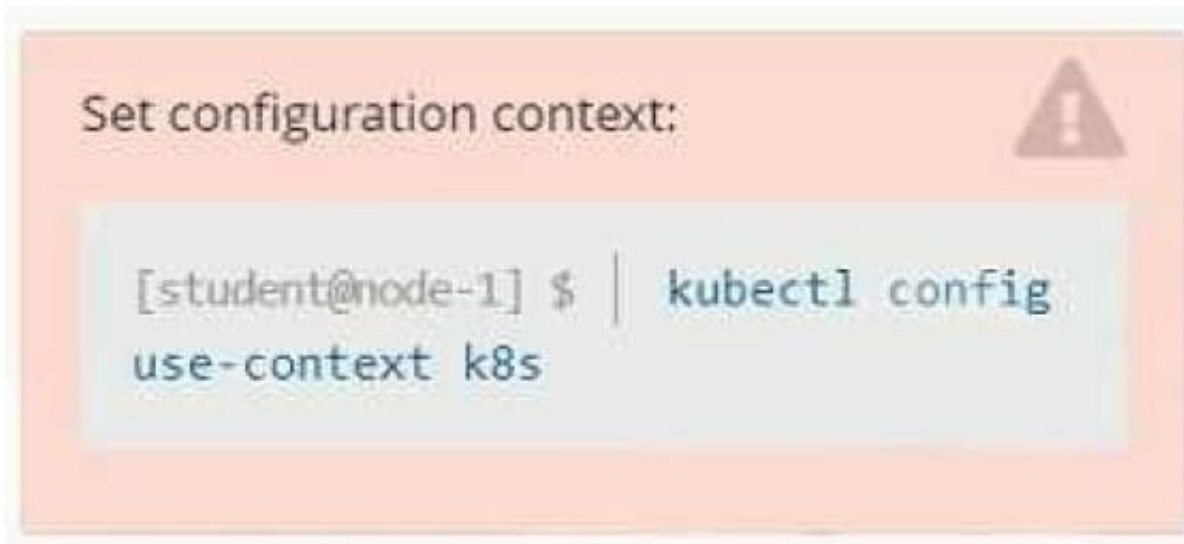 Set configuration context:
[student@node-1] $ | kubectl config
use-context k8s